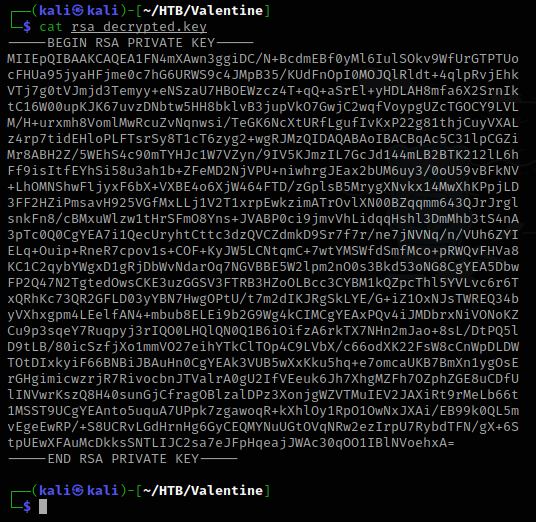 ┌──(kali㉿kali)-[~/HTB/Valentine]
└─$ cat rsa_decrypted.key
-----BEGIN RSA PRIVATE KEY-----
MIIEpQIBAAKCAQEA1FN4mXAwn3ggiDC/N+BcdmEBf0yMl6IulSOkv9WfUrGTPTUo
cFHUa95jyaHFjme0c7hG6URWS9c4JMpB35/KUdFnOpI0MOJQlRldt+4qlpRvjEhk
VTj7g0tVJmjd3Temyy+eNSzaU7HBOEWzcz4T+qQ+aSrEl+yHDLAH8mfa6X2SrnIk
tC16W00upKJK67uvzDNbtw5HH8bklvB3jupVkO7GwjC2wqfVoypgUZcTGOCY9LVL
M/H+urxmh8VomlMwRcuZvNqnwsi/TeGK6NcXtURfLgufIvKxP22g81thjCuyVXAL
z4rp7tidEHloPLFTsrSy8T1cT6zyg2+wgRJMzQIDAQABAoIBACBqAc5C31lpCGZi
Mr8ABH2Z/5WEhS4c90mTYHJc1W7VZyn/9IV5KJmzIL7GcJd144mLB2BTK212lL6h
Ff9isItfEYhSi58u3ah1b+ZFeMD2NjVPU+niwhrgJEax2bUM6uy3/0oU59vBFkNV
+LhOMNShwFljyxF6bX+VXBE4o6XjW464FTD/zGplsB5MrygXNvkx14MwXhKPpjLD
3FF2HZiPmsavH925VGfMxLLj1V2T1xrpEwkzimATrOvlXN00BZqqmm643QJrJrgl
snkFn8/cBMxuWlzw1tHrSFmO8Yns+JVABP0ci9jmvVhLidqqHshl3DmMhb3tS4nA
3pTc0Q0CgYEA7i1QecUryhtCttc3dzQVCZdmkD9Sr7f7r/ne7jNVNq/n/VUh6ZYI
ELq+Ouip+RneR7cpov1s+COF+KyJW5LCNtqmC+7wtYMSWfdSmfMco+pRWQvFHVa8
KC1C2qybYWgxD1gRjDbWvNdarOq7NGVBBE5W2lpm2nO0s3Bkd53oNG8CgYEA5Dbw
FP2Q47N2TgtedOwsCKE3uzGGSV3FTRB3HZoOLBcc3CYBM1kQZpcThl5YVLvc6r6T
xQRhKc73QR2GFLD03yYBN7HwgOPtU/t7m2dIKJRgSkLYE/G+iZ1OxNJsTWREQ34b
yVXhxgpm4LEelfAN4+mbub8ELEi9b2G9Wg4kCIMCgYEAxPQv4iJMDbrxNiVONoKZ
Cu9p3sqeY7Ruqpyj3rIQO0LHQlQN0Q1B6iOifzA6rkTX7NHn2mJao+8sL/DtPQ5l
D9tLB/80icSzfjXo1mmVO27eihYTkClTOp4C9LVbX/c66odXK22FsW8cCnWpDLDW
TOtDIxkyiF66BNBiJBAuHn0CgYEAk3VUB5wXxKku5hq+e7omcaUKB7BmXn1ygOsE
rGHgimicwzrjR7RivocbnJTValrA0gU2IfVEeuk6Jh7XhgMZFh7OZphZGE8uCDfU
lINVwrKszQ8H40sunGjCfragOBlzalDPz3XonjgWZVTMuIEV2JAXiRt9rMeLb66t
1MSST9UCgYEAnto5uquA7UPpk7zgawoqR+kXhlOy1RpO1OwNxJXAi/EB99k0QL5m
vEgeEwRP/+S8UCRvLGdHrnHg6GyCEQMYNuUGtOVqNRw2ezIrpU7RybdTFN/gX+6S
tpUEwXFAuMcDkksSNTLIJC2sa7eJFpHqeajJWAc30qOO1IBlNVoehxA=
-----END RSA PRIVATE KEY-----
┌──(kali㉿kali)-[~/HTB/Valentine]
└─$